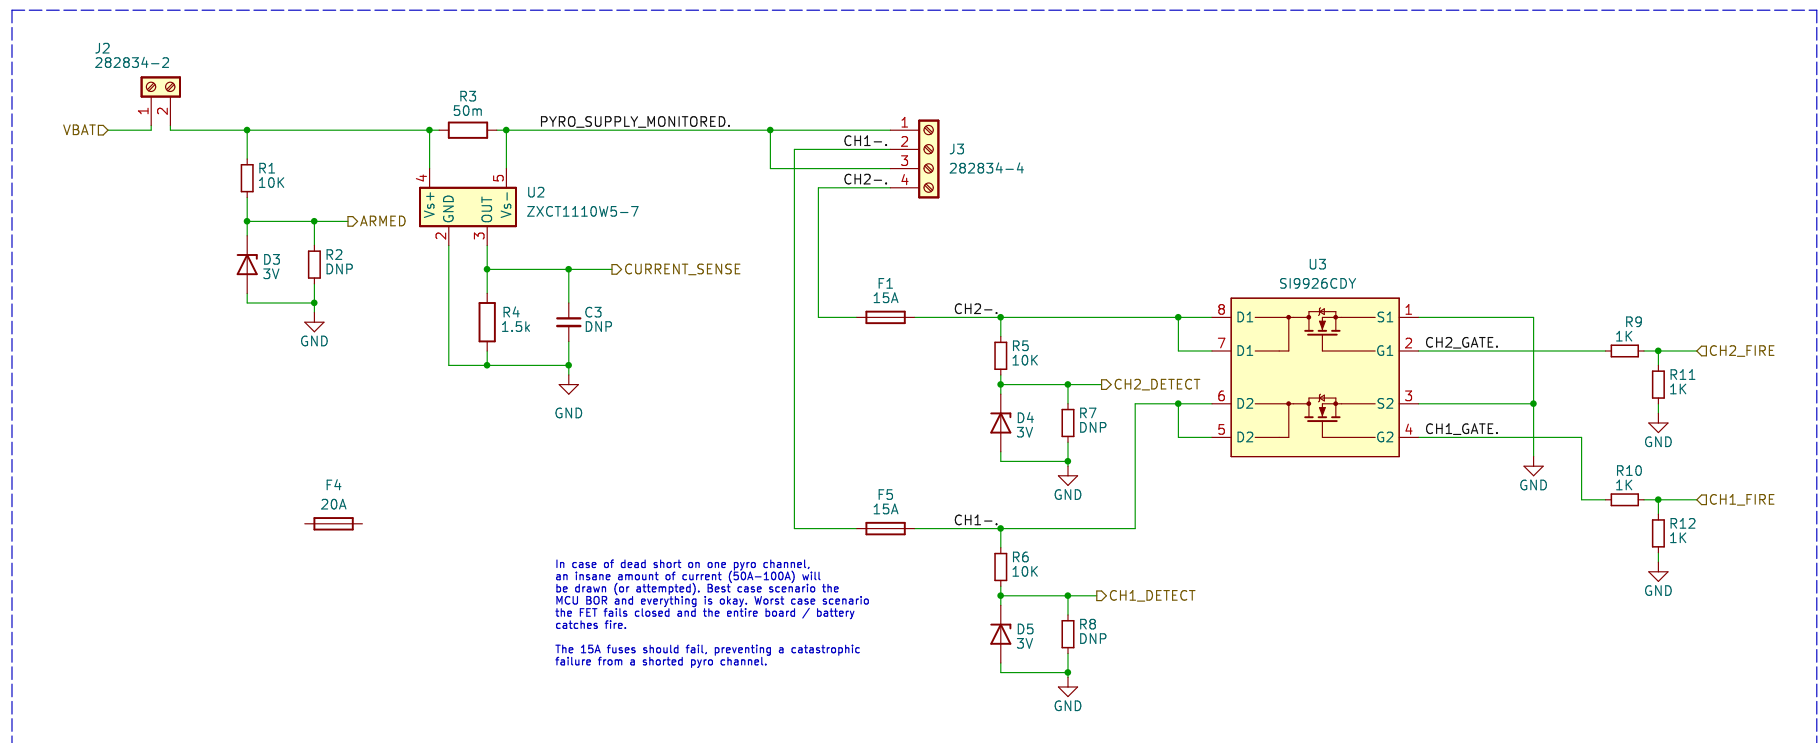 J2
282834-2
1
2
VBAT
R3
50m
PYRO_SUPPLY_MONITORED.
CH1-.
CH2-.
1
2
3
4
J3
282834-4
R1
10K
4
5
Vs+
GND
OUT
Vs-
U2
ZXCT1110W5-7
2
3
ARMED
D3
3V
R2
DNP
GND
CURRENT_SENSE
R4
1.5k
C3
DNP
GND
F1
15A
CH2-.
R5
10K
CH2_DETECT
D4
3V
R7
DNP
GND
U3
SI9926CDY
8
D1
S1
1
7
D1
G1
2
6
D2
S2
3
5
D2
G2
4
CH2_GATE.
CH1_GATE.
R9
1K
CH2_FIRE
R11
1K
GND
R10
1K
CH1_FIRE
R12
1K
GND
GND
F4
20A
F5
15A
CH1-.
R6
10K
CH1_DETECT
D5
3V
R8
DNP
GND
In case of dead short on one pyro channel,
an insane amount of current (50A-100A) will
be drawn (or attempted). Best case scenario the
MCU BOR and everything is okay. Worst case scenario
the FET fails closed and the entire board / battery
catches fire.
The 15A fuses should fail, preventing a catastrophic
failure from a shorted pyro channel.